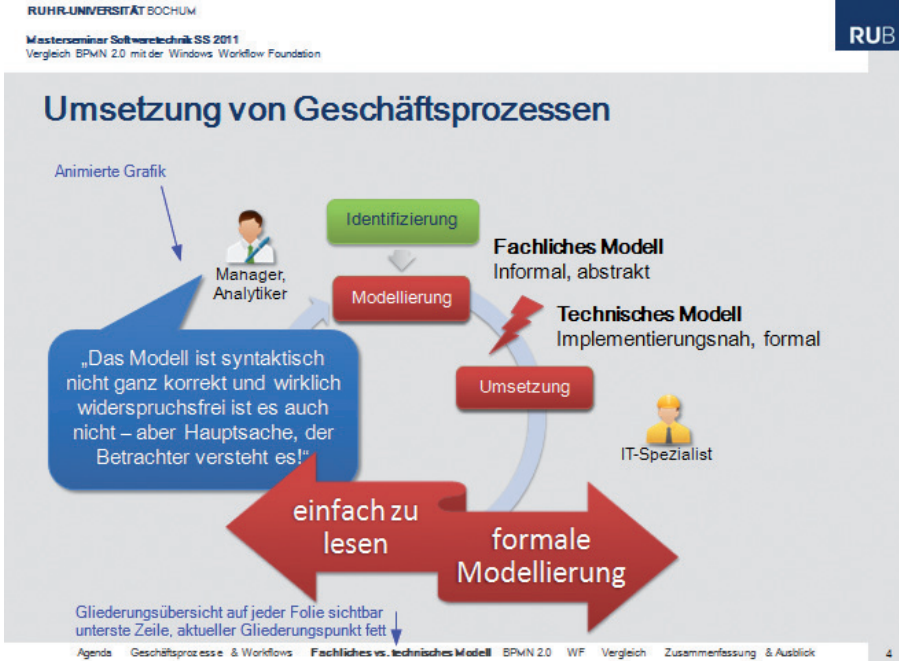 RUHR-UNIVERSITÄT BOCHUM
Masterseminar Softwaretechnik SS 2011
Vergleich BPMN 2.0 mit der Windows Workflow Foundation
RUB
Umsetzung von Geschäftsprozessen
Animierte Grafik
Identifizierung
Manager,
Analytiker
Fachliches Modell
Informal, abstrakt
Modellierung
Technisches Modell
Implementierungsnah, formal
„Das Modell ist syntaktisch
nicht ganz korrekt und wirklich
widerspruchsfrei ist es auch
nicht – aber Hauptsache, der
Betrachter versteht es!“
Umsetzung
IT-Spezialist
einfach zu
lesen
formale
Modellierung
Gliederungsübersicht auf jeder Folie sichtbar
unterste Zeile, aktueller Gliederungspunkt fett
Agenda Geschäftsprozesse & Workflows Fachliches vs. technisches Modell BPMN 2.0 WF Vergleich Zusammenfassung & Ausblick 4